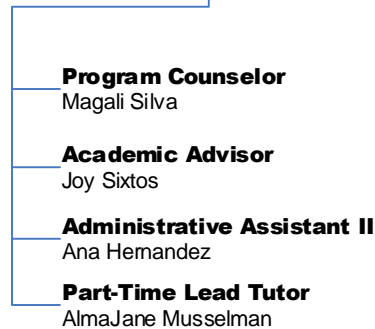 Program Counselor
Magali Silva
Academic Advisor
Joy Sixtos
Administrative Assistant II
Ana Hernandez
Part-Time Lead Tutor
AlmaJane Musselman